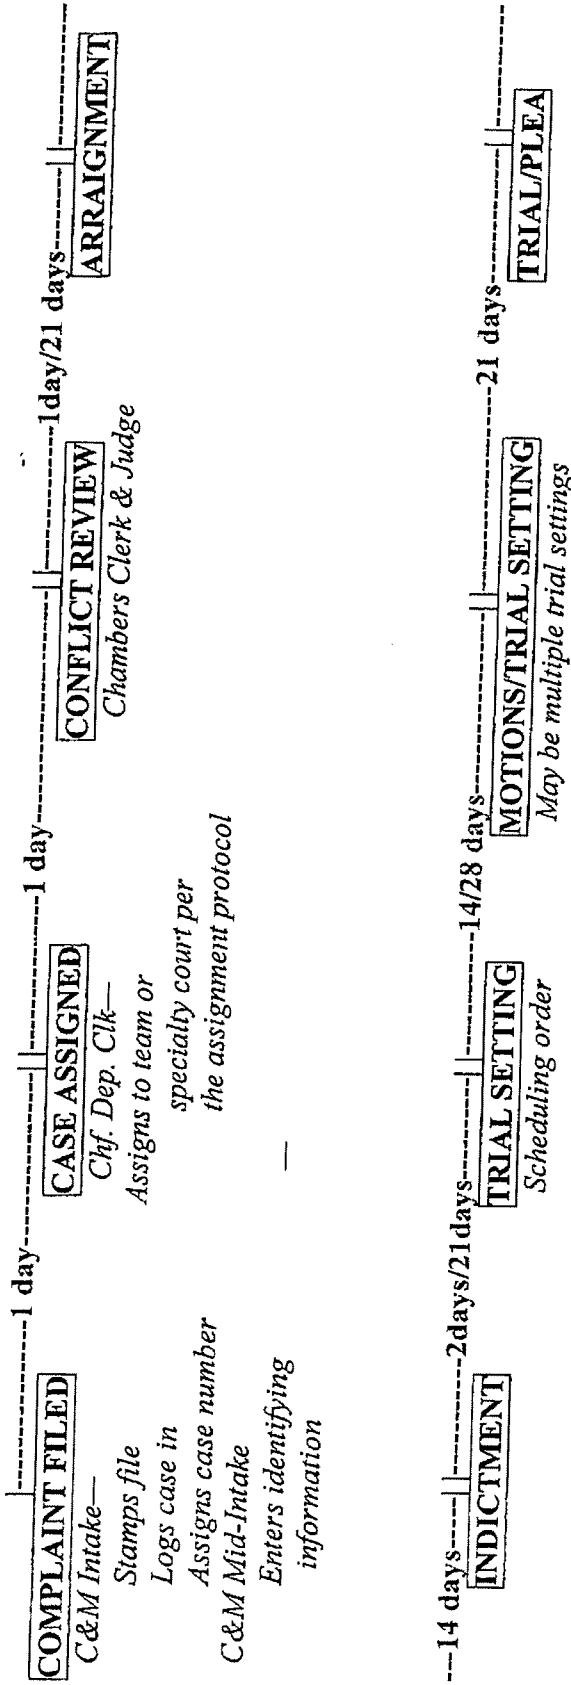 1 day 1 day 1day/21 days
COMPLAINT FILED CASE ASSIGNED CONFLICT REVIEW ARRAIGNMENT
C&M Intake— Chf. Dep. Clk— Chambers Clerk & Judge
Stamps file Assigns to team or
Logs case in specialty court per
Assigns case number the assignment protocol
C&M Mid-Intake
Enters identifying
information
14 days 2days/21days 14/28 days 21 days
INDICTMENT TRIAL SETTING MOTIONS/TRIAL SETTING TRIAL/PLEA
Scheduling order May be multiple trial settings